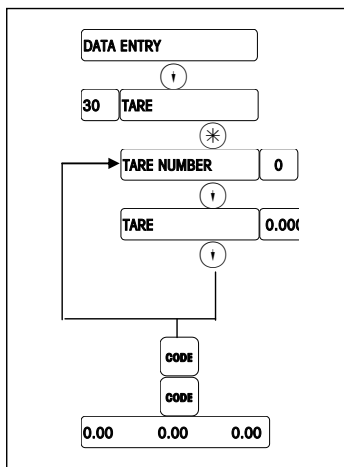 DATA ENTRY
30 TARE
TARE NUMBER 0
TARE 0.000
CODE
CODE
0.00 0.00 0.00